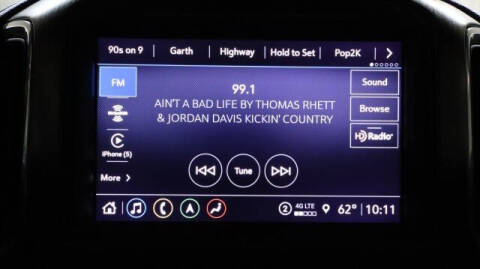 90s on 9 Garth Highway Hold to Set Pop2K
FM
99.1
Sound
AIN'T A BAD LIFE BY THOMAS RHETT
& JORDAN DAVIS KICKIN' COUNTRY
Browse
HD Radio
iPhone (5)
Tune
More
2 4G LTE 62° 10:11